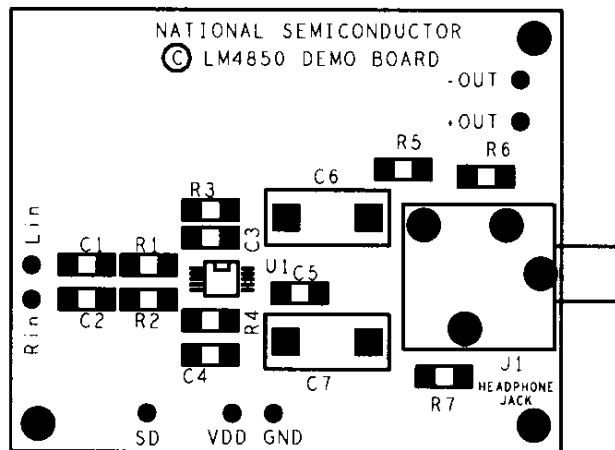 NATIONAL SEMICONDUCTOR
© LM4850 DEMO BOARD
-OUT
+OUT
R5
R6
C6
R3
C3
Lin
C1
R1
U1
C5
Rin
C2
R2
R4
C4
C7
J1
HEADPHONE
JACK
R7
SD
VDD
GND